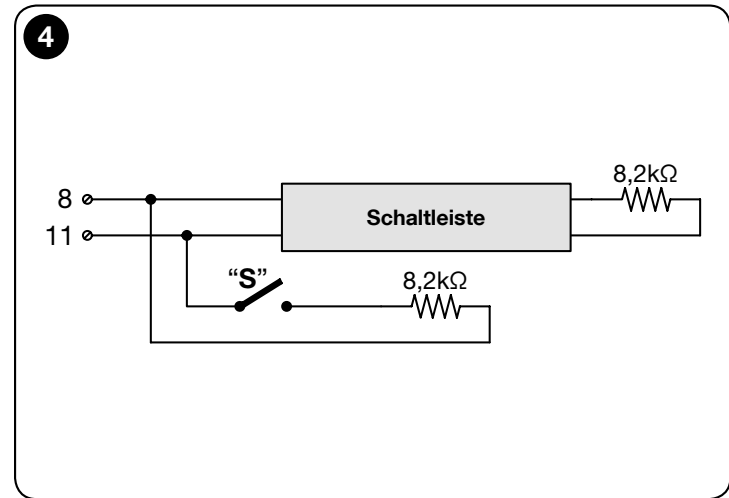 4
8,2kΩ
8
Schaltleiste
11
“S”
8,2kΩ